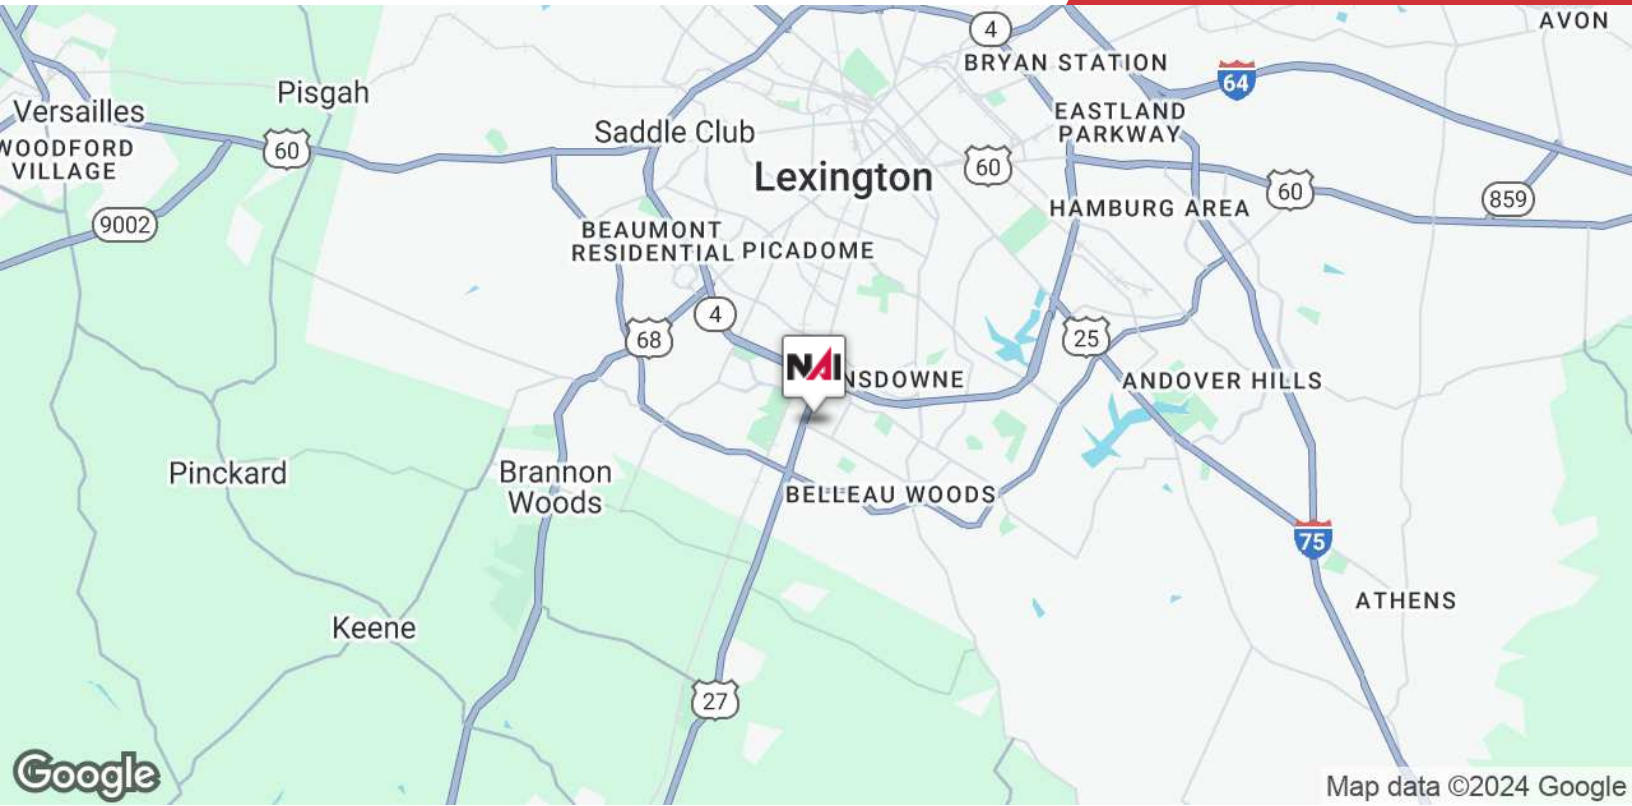 AVON
4
BRYAN STATION
64
Pisgah
Versailles
EASTLAND
PARKWAY
Saddle Club
WOODFORD
VILLAGE
60
60
Lexington
60
859
9002
HAMBURG AREA
BEAUMONT
RESIDENTIAL
PICADOME
4
68
25
NAI
NSDOWNE
ANDOVER HILLS
Pinckard
Brannon
Woods
BELLEAU WOODS
75
ATHENS
Keene
27
Google
Map data ©2024 Google